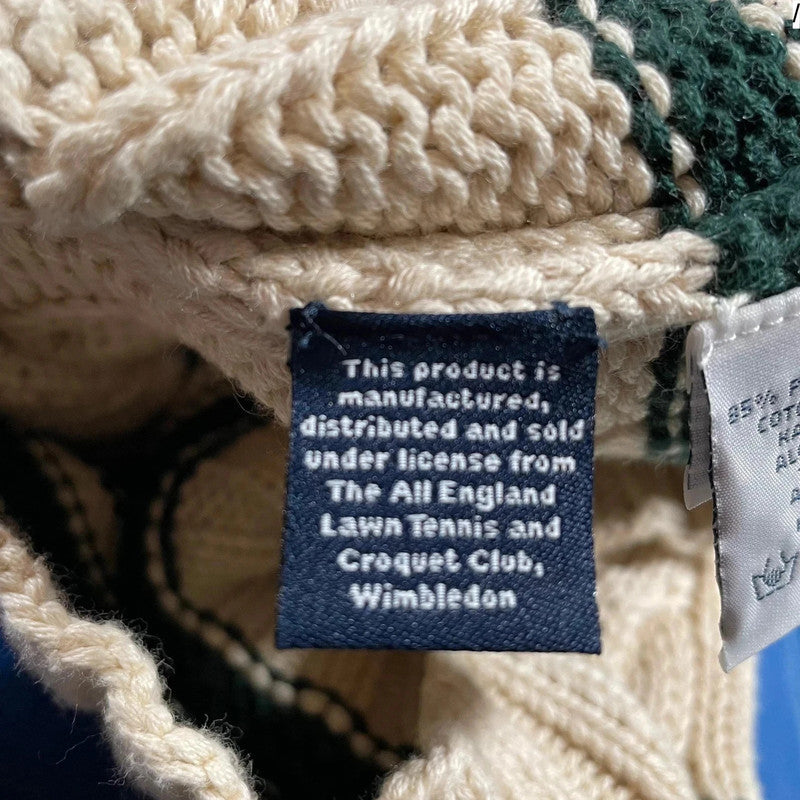 This product is
manufactured,
distributed and sold
under license from
The All England
Lawn Tennis and
Croquet Club,
Wimbledon
85%